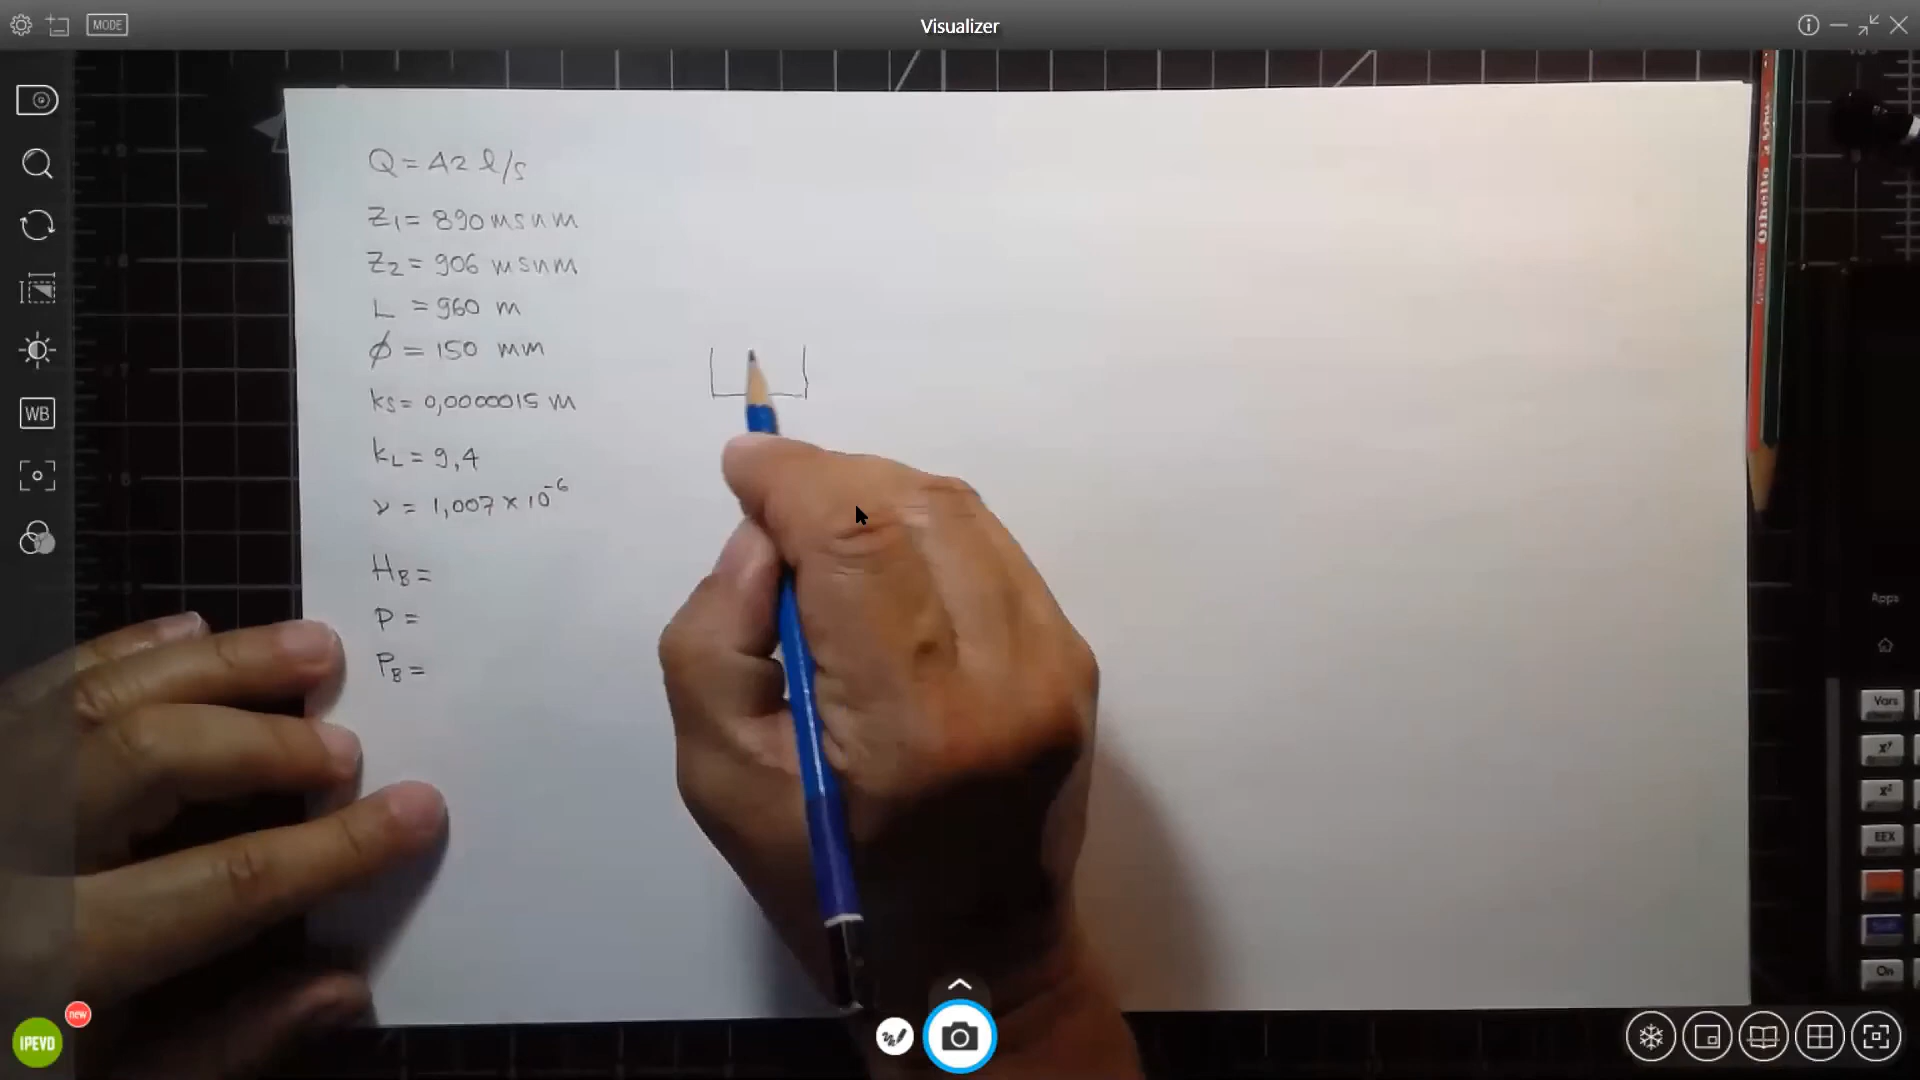 Visualizer
MODE
WB
Q = 42 l/s
Z1 = 890 msnm
Z2 = 906 msnm
L = 960 m
ϕ = 150 mm
ks = 0,0000015 m
kL = 9,4
ν = 1,007 × 10⁻⁶
HB =
P =
PB =
Apps
Vars
x²
EEX
On
new
IPEVO